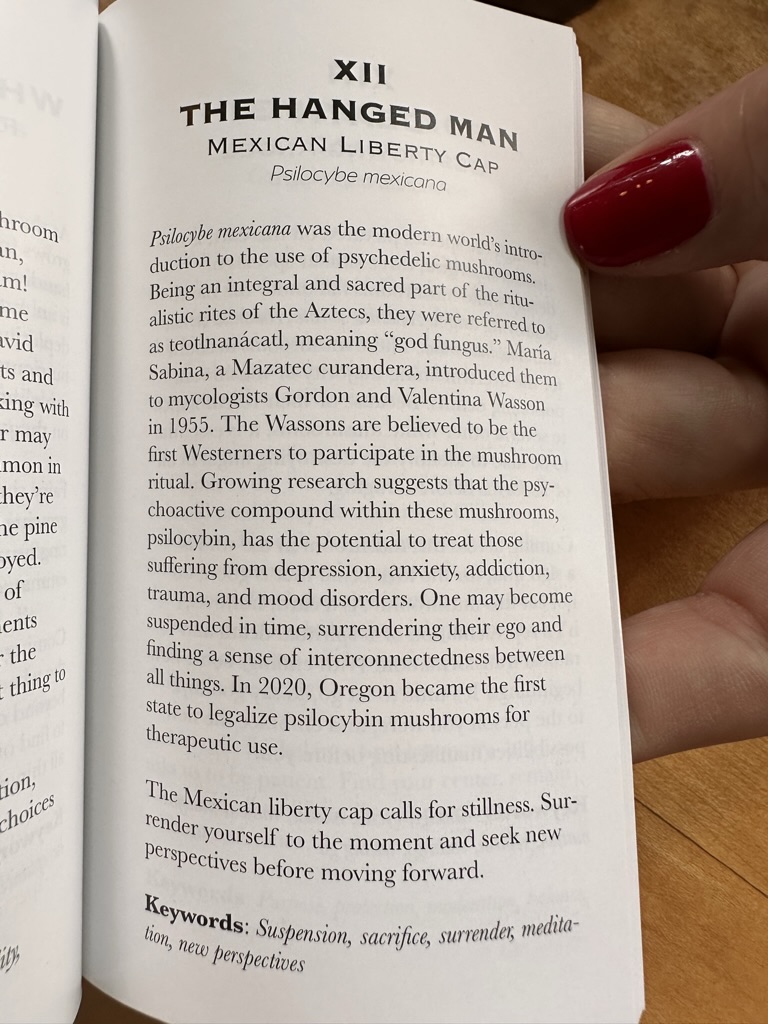 hroom
m!
me
avid
ts and
king with
r may
mon in
they're
ne pine
oyed.
of
ents
r the
t thing to
tion,
choices
XII
THE HANGED MAN
MEXICAN LIBERTY CAP
Psilocybe mexicana
Psilocybe mexicana was the modern world's intro-
duction to the use of psychedelic mushrooms.
Being an integral and sacred part of the ritu-
alistic rites of the Aztecs, they were referred to
as teotlnanácatl, meaning “god fungus.” María
Sabina, a Mazatec curandera, introduced them
to mycologists Gordon and Valentina Wasson
in 1955. The Wassons are believed to be the
first Westerners to participate in the mushroom
ritual. Growing research suggests that the psy-
choactive compound within these mushrooms,
psilocybin, has the potential to treat those
suffering from depression, anxiety, addiction,
trauma, and mood disorders. One may become
suspended in time, surrendering their ego and
finding a sense of interconnectedness between
all things. In 2020, Oregon became the first
state to legalize psilocybin mushrooms for
therapeutic use.
The Mexican liberty cap calls for stillness. Sur-
render yourself to the moment and seek new
perspectives before moving forward.
Keywords: Suspension, sacrifice, surrender, medita-
tion, new perspectives